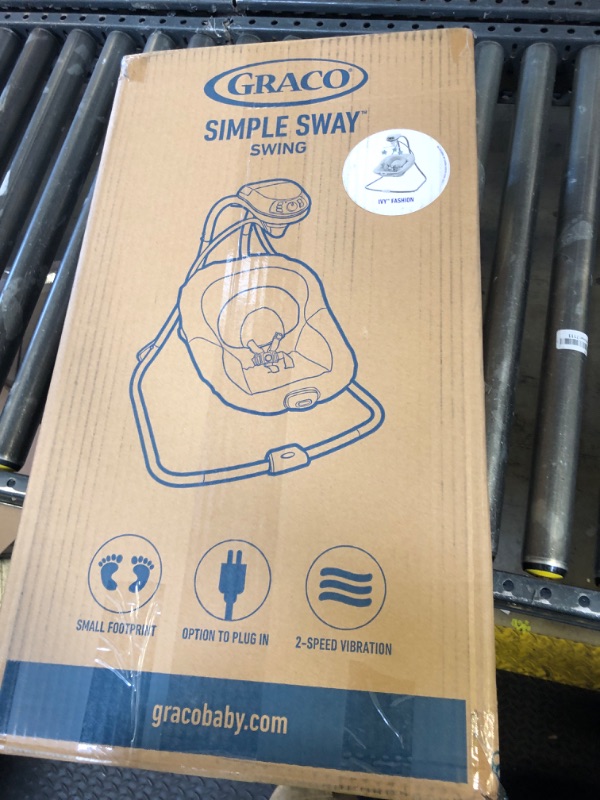 GRACO®
SIMPLE SWAY™
SWING
IVY™ FASHION
SMALL FOOTPRINT
OPTION TO PLUG IN
2-SPEED VIBRATION
gracobaby.com